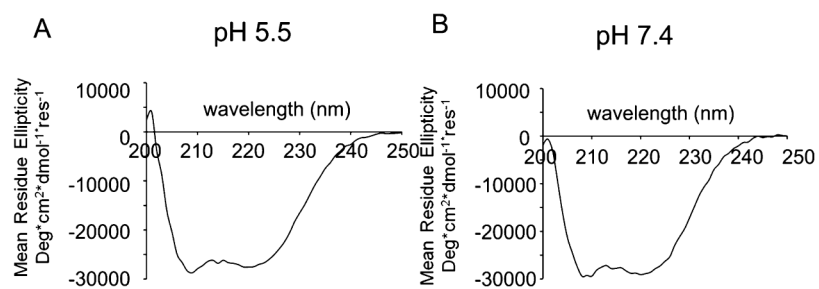 A
pH 5.5
Mean Residue Ellipticity
Deg*cm²*dmol⁻¹*res⁻¹
10000
0
-10000
-20000
-30000
wavelength (nm)
200 210 220 230 240 250
B
pH 7.4
Mean Residue Ellipticity
Deg*cm²*dmol⁻¹*res⁻¹
10000
0
-10000
-20000
-30000
wavelength (nm)
200 210 220 230 240 250